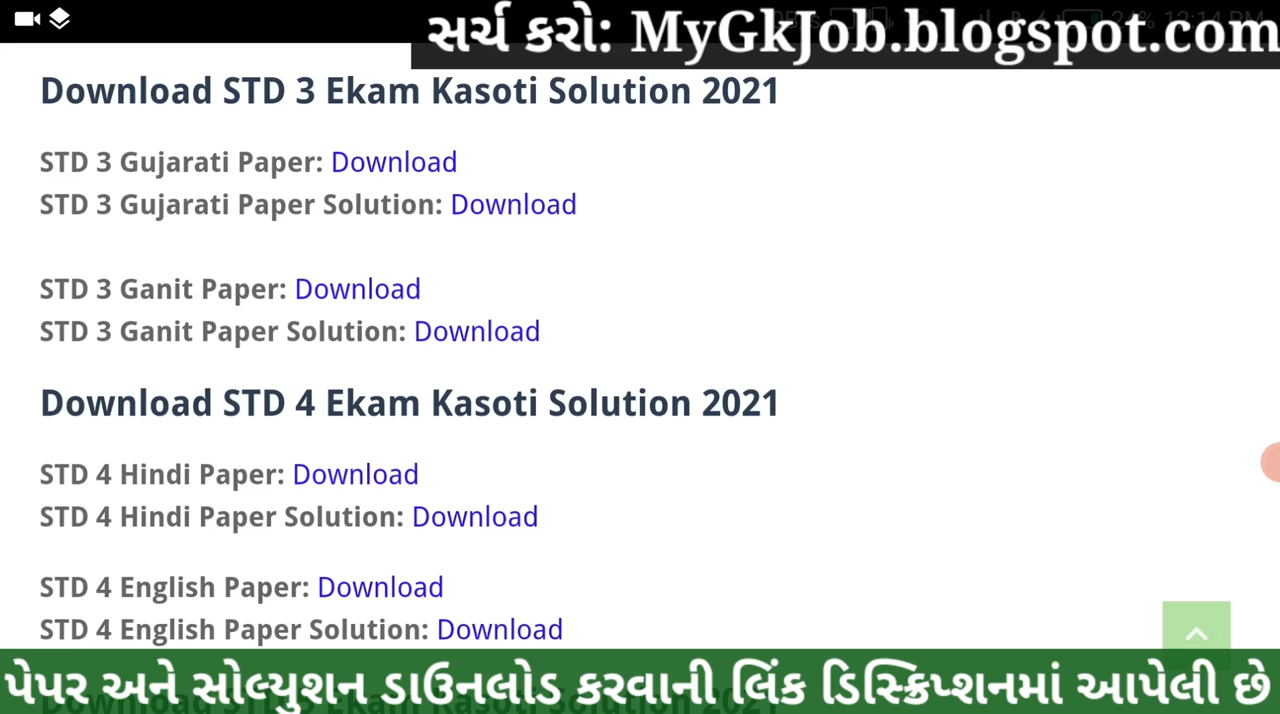 સર્ચ કરો: MyGkJob.blogspot.com
Download STD 3 Ekam Kasoti Solution 2021
STD 3 Gujarati Paper: Download
STD 3 Gujarati Paper Solution: Download
STD 3 Ganit Paper: Download
STD 3 Ganit Paper Solution: Download
Download STD 4 Ekam Kasoti Solution 2021
STD 4 Hindi Paper: Download
STD 4 Hindi Paper Solution: Download
STD 4 English Paper: Download
STD 4 English Paper Solution: Download
પેપર અને સોલ્યુશન ડાઉનલોડ કરવાની લિંક ડિસ્ક્રિપ્શનમાં આપેલી છે